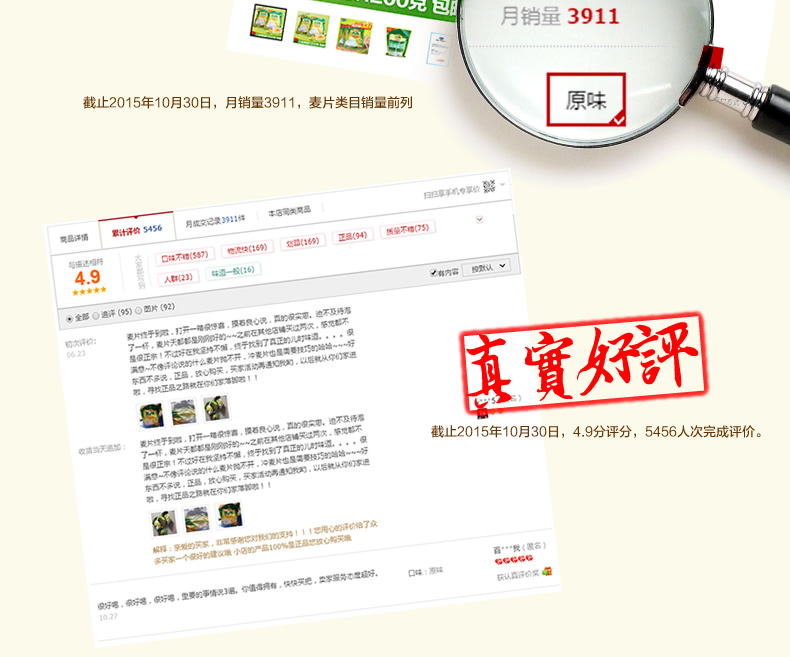 月销量 3911
原味
截止2015年10月30日，月销量3911，麦片类目销量前列
扫扫享手机专享价
商品详情 累计评价 5456 月成交记录3911件 本店同类商品
与描述相符
4.9
大家都写到
口味不错(587) 物流快(169) 划算(169) 正品(94) 质量不错(75)
人群(23) 味道一般(16)
有内容 按默认
全部 追评 (95) 图片 (92)
初次评价:
06.23
麦片终于到啦，打开一箱很惊喜，摸着良心说，真的很实惠。迫不及待泡
了一杯，麦片天都都是刚刚好的~~之前在其他店铺买过两次，感觉都不
是很正宗！不过好在我坚持不懈，终于找到了真正的儿时味道。。。。很
满意~不像评论说的什么麦片抛不开，冲麦片也是需要技巧的哈哈~~~好
东西不多说，正品，放心购买，买家活动再通知我哟，以后就从你们家进
啦，寻找正品之路就在你们家落脚啦！！
收货当天追加:
麦片终于到啦，打开一箱很惊喜，摸着良心说，真的很实惠。迫不及待泡
了一杯，麦片天都都是刚刚好的~~之前在其他店铺买过两次，感觉都不
是很正宗！不过好在我坚持不懈，终于找到了真正的儿时味道。。。。很
满意~不像评论说的什么麦片抛不开，冲麦片也是需要技巧的哈哈~~~好
东西不多说，正品，放心购买，买家活动再通知我哟，以后就从你们家进
啦，寻找正品之路就在你们家落脚啦！！
解释：亲爱的买家，非常感谢您对我们的支持！！！您用心的评价给了众
多买家一个很好的建议哦 小店的产品100%是正品您放心购买哦
真實好評
截止2015年10月30日，4.9分评分，5456人次完成评价。
很好喝，很好喝，很好喝，重要的事情说3遍。你值得拥有，快快买把，卖家服务态度超好。
10.27
口味：原味
百***我（匿名）
获认真评价奖